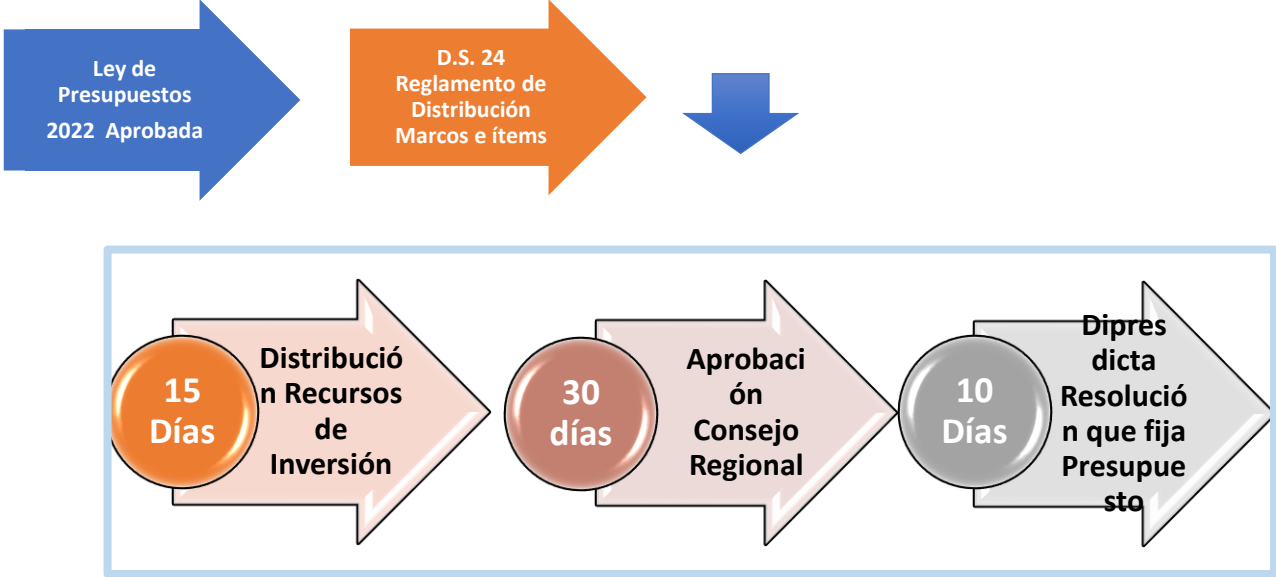 Ley de
Presupuestos
2022 Aprobada
D.S. 24
Reglamento de
Distribución
Marcos e ítems
15
Días
Distribució
n Recursos
de
Inversión
30
días
Aprobaci
ón
Consejo
Regional
10
Días
Dipres
dicta
Resolució
n que fija
Presupue
sto